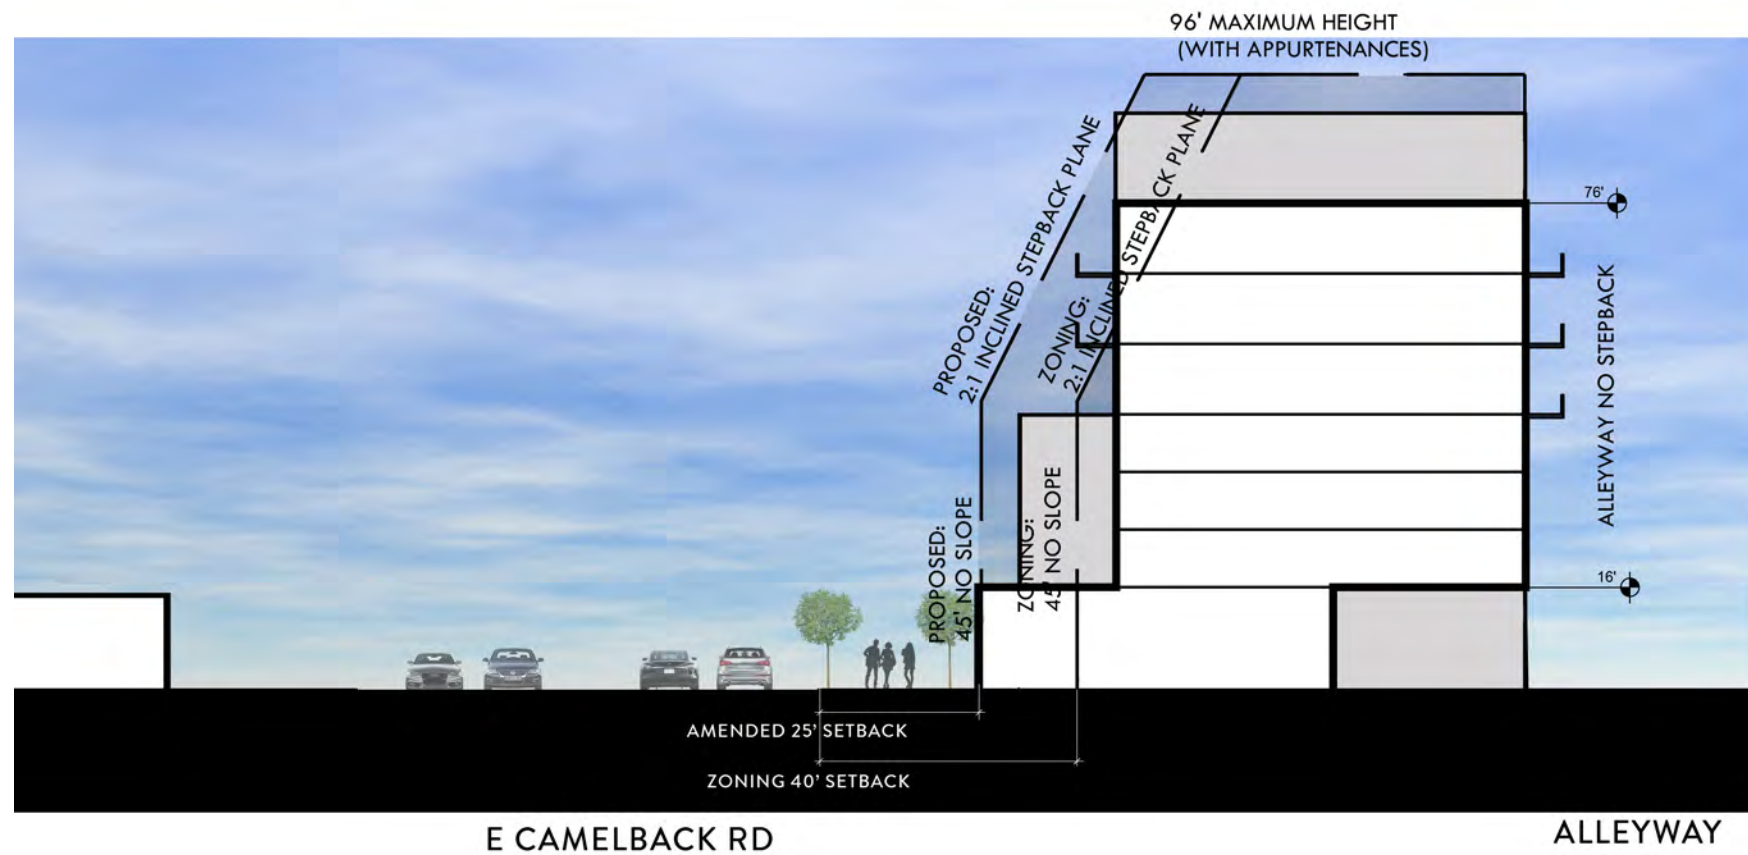 96' MAXIMUM HEIGHT
(WITH APPURTENANCES)
PROPOSED:
2:1 INCLINED STEPBACK PLANE
ZONING:
2:1 INCLINED STEPBACK PLANE
76'
ALLEYWAY NO STEPBACK
PROPOSED:
45' NO SLOPE
ZONING:
45' NO SLOPE
16'
AMENDED 25' SETBACK
ZONING 40' SETBACK
E CAMELBACK RD
ALLEYWAY